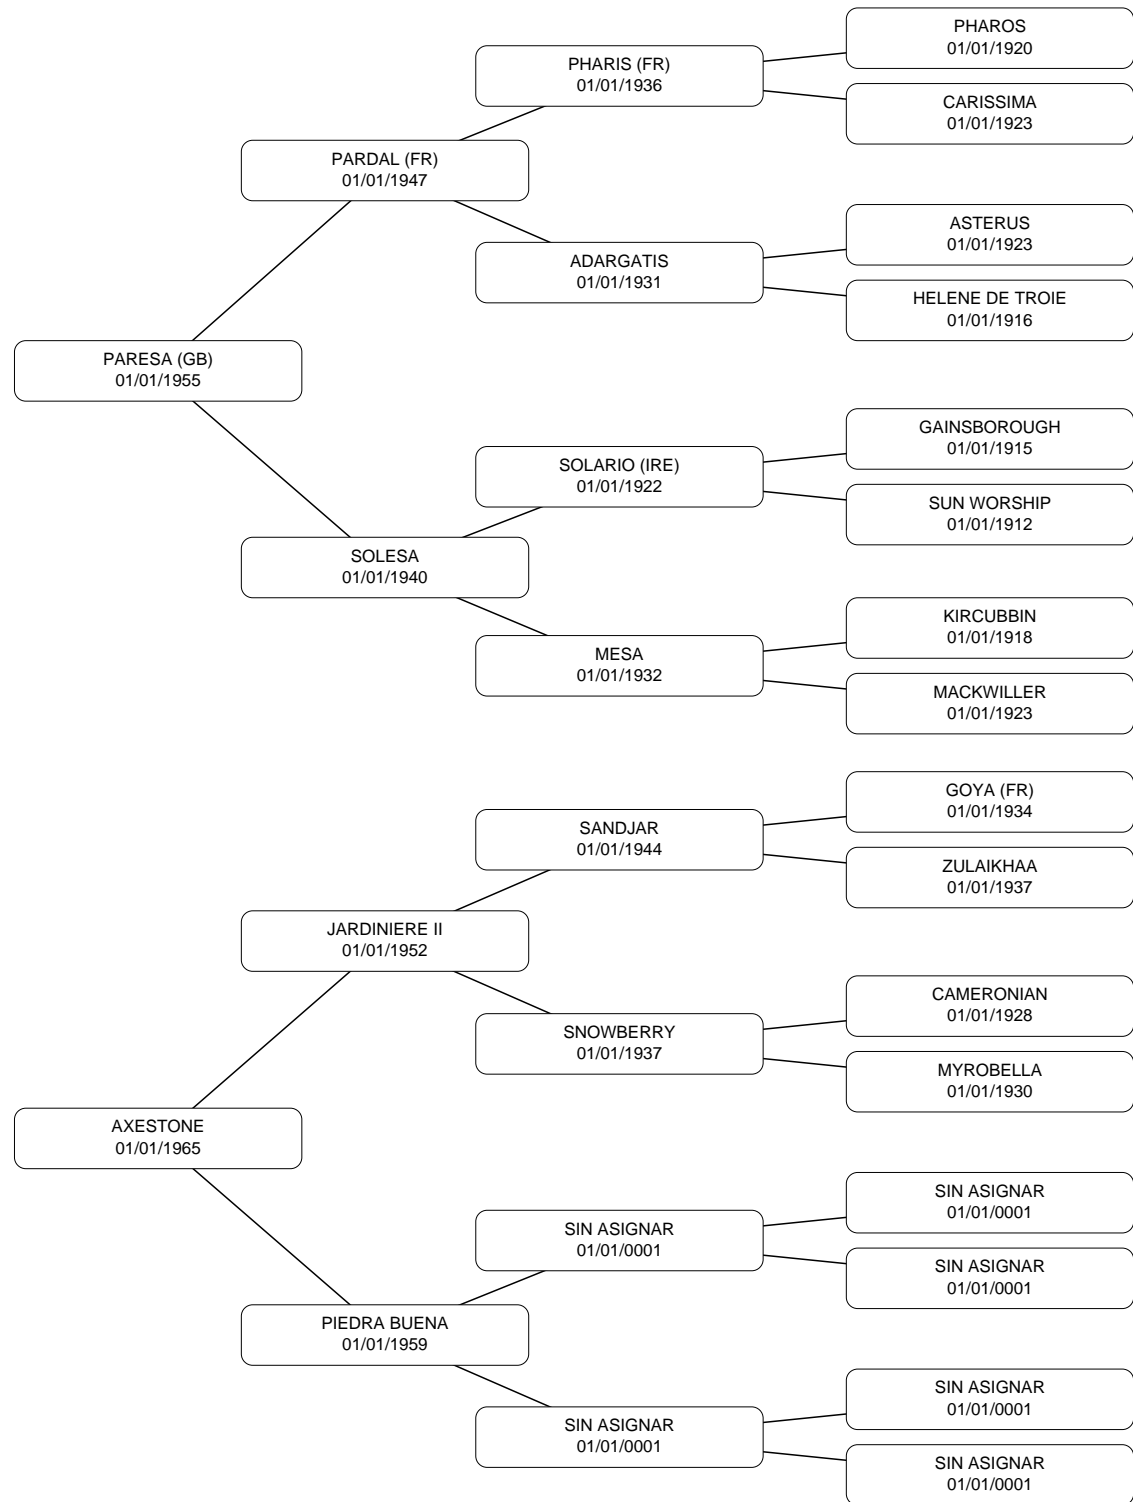 PHAROS
01/01/1920
PHARIS (FR)
01/01/1936
CARISSIMA
01/01/1923
PARDAL (FR)
01/01/1947
ASTERUS
01/01/1923
ADARGATIS
01/01/1931
HELENE DE TROIE
01/01/1916
PARESA (GB)
01/01/1955
GAINSBOROUGH
01/01/1915
SOLARIO (IRE)
01/01/1922
SUN WORSHIP
01/01/1912
SOLESA
01/01/1940
KIRCUBBIN
01/01/1918
MESA
01/01/1932
MACKWILLER
01/01/1923
GOYA (FR)
01/01/1934
SANDJAR
01/01/1944
ZULAIKHAA
01/01/1937
JARDINIERE II
01/01/1952
CAMERONIAN
01/01/1928
SNOWBERRY
01/01/1937
MYROBELLA
01/01/1930
AXESTONE
01/01/1965
SIN ASIGNAR
01/01/0001
SIN ASIGNAR
01/01/0001
SIN ASIGNAR
01/01/0001
PIEDRA BUENA
01/01/1959
SIN ASIGNAR
01/01/0001
SIN ASIGNAR
01/01/0001
SIN ASIGNAR
01/01/0001